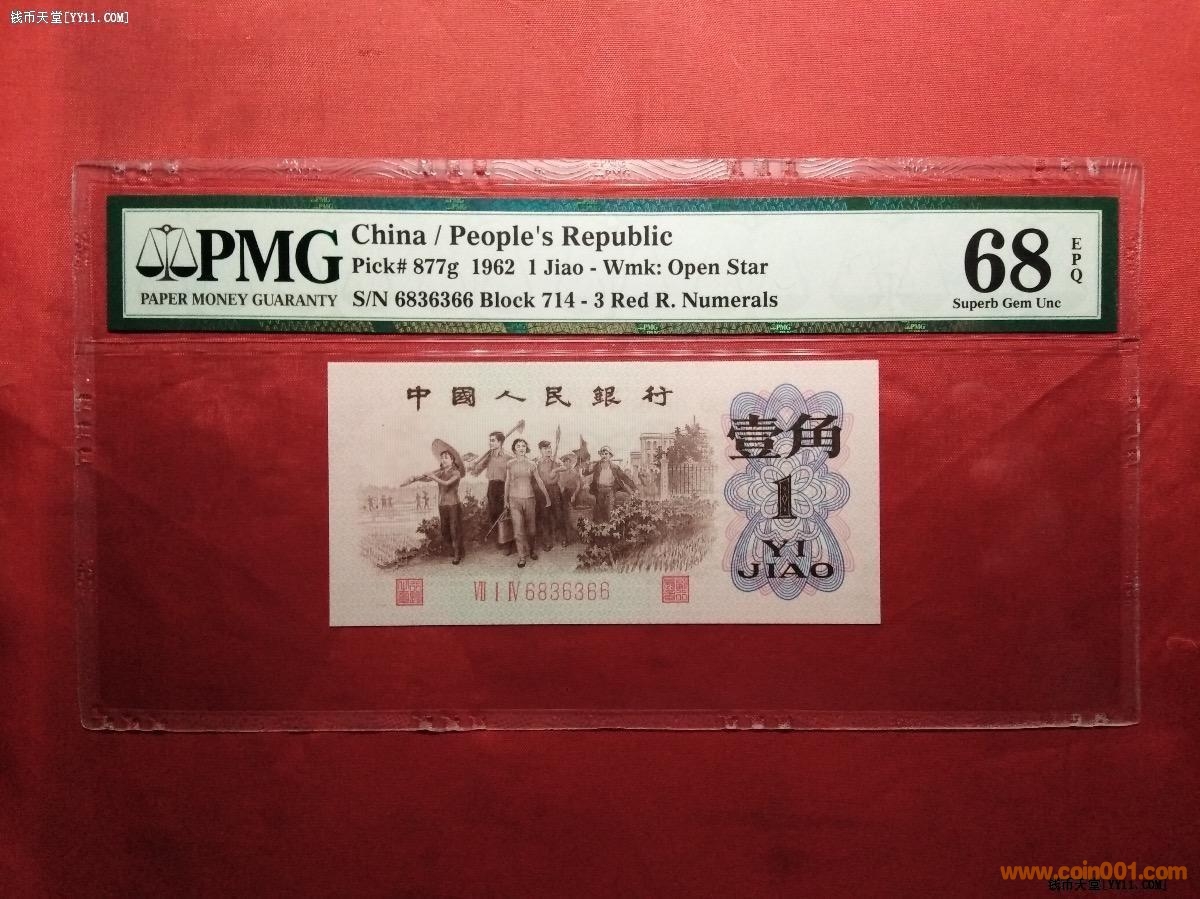 钱币天堂[YY11.COM]
PMG
PAPER MONEY GUARANTY
China / People's Republic
Pick# 877g 1962 1 Jiao - Wmk: Open Star
S/N 6836366 Block 714 - 3 Red R. Numerals
68
EPQ
Superb Gem Unc
中國人民銀行
壹角
1
YI
JIAO
Ⅶ Ⅰ Ⅳ 6836366
www.coin001.com
钱币天堂[YY11.COM]